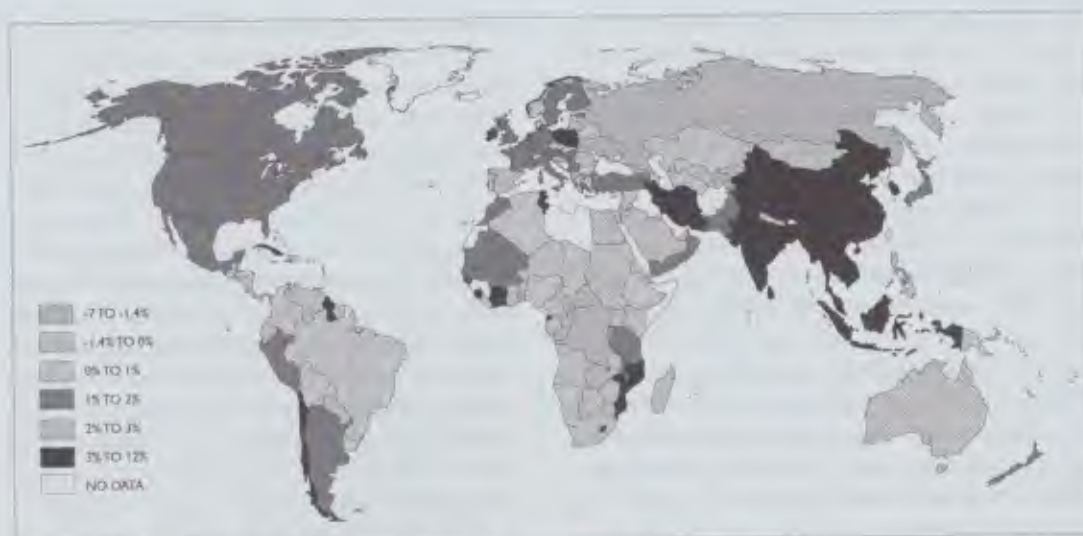 -7 TO -1.4%
-1.4% TO 0%
0% TO 1%
1% TO 2%
2% TO 3%
3% TO 12%
NO DATA